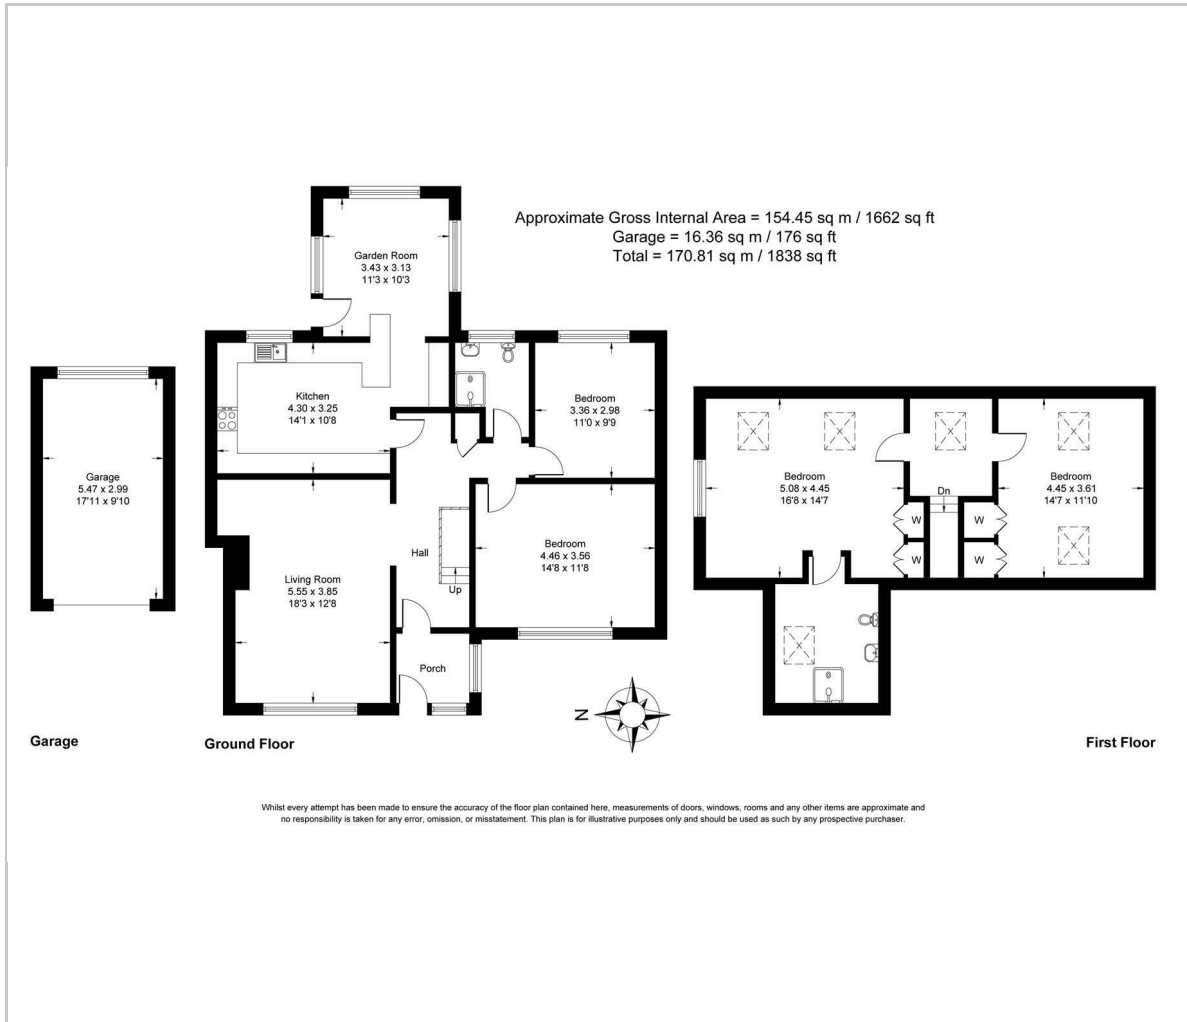 Approximate Gross Internal Area = 154.45 sq m / 1662 sq ft
Garage = 16.36 sq m / 176 sq ft
Total = 170.81 sq m / 1838 sq ft
Garden Room
3.43 x 3.13
11'3 x 10'3
Kitchen
4.30 x 3.25
14'1 x 10'8
Bedroom
3.36 x 2.98
11'0 x 9'9
Garage
5.47 x 2.99
17'11 x 9'10
Living Room
5.55 x 3.85
18'3 x 12'8
Hall
Up
Bedroom
4.46 x 3.56
14'8 x 11'8
Porch
Bedroom
5.08 x 4.45
16'8 x 14'7
Dn
W
W
W
W
Bedroom
4.45 x 3.61
14'7 x 11'10
N
Garage
Ground Floor
First Floor
Whilst every attempt has been made to ensure the accuracy of the floor plan contained here, measurements of doors, windows, rooms and any other items are approximate and
no responsibility is taken for any error, omission, or misstatement. This plan is for illustrative purposes only and should be used as such by any prospective purchaser.